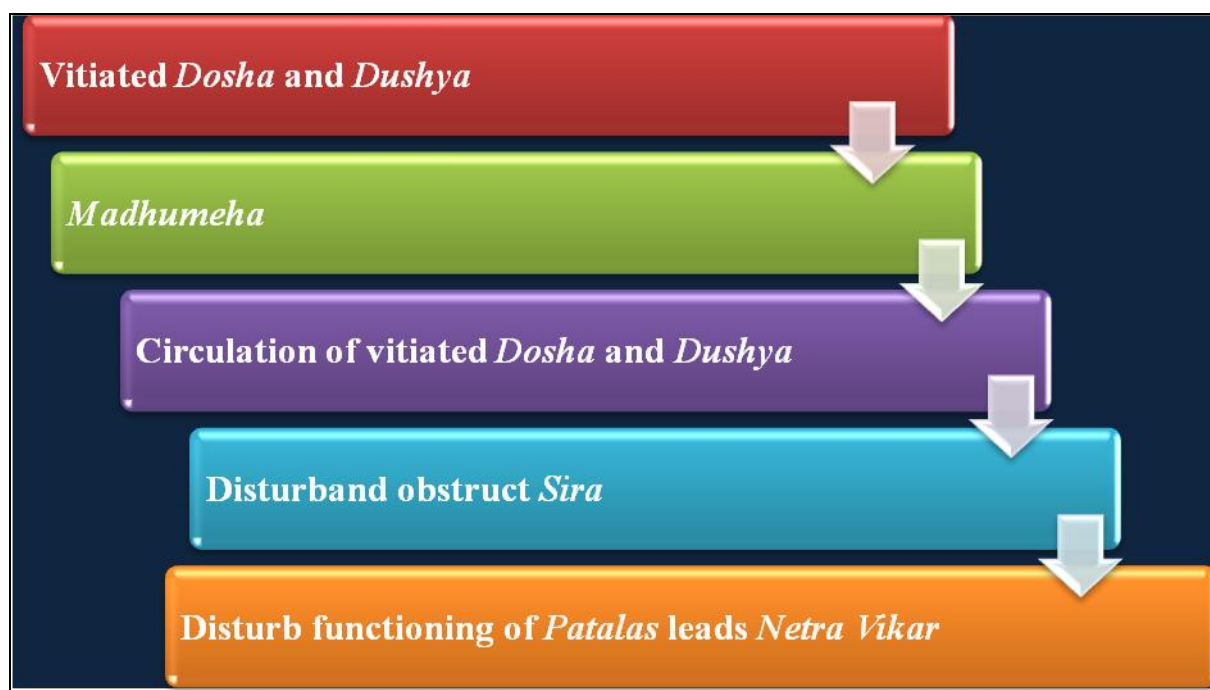 Vitiated Dosha and Dushya
Madhumeha
Circulation of vitiated Dosha and Dushya
Disturband obstruct Sira
Disturb functioning of Patalas leads Netra Vikar